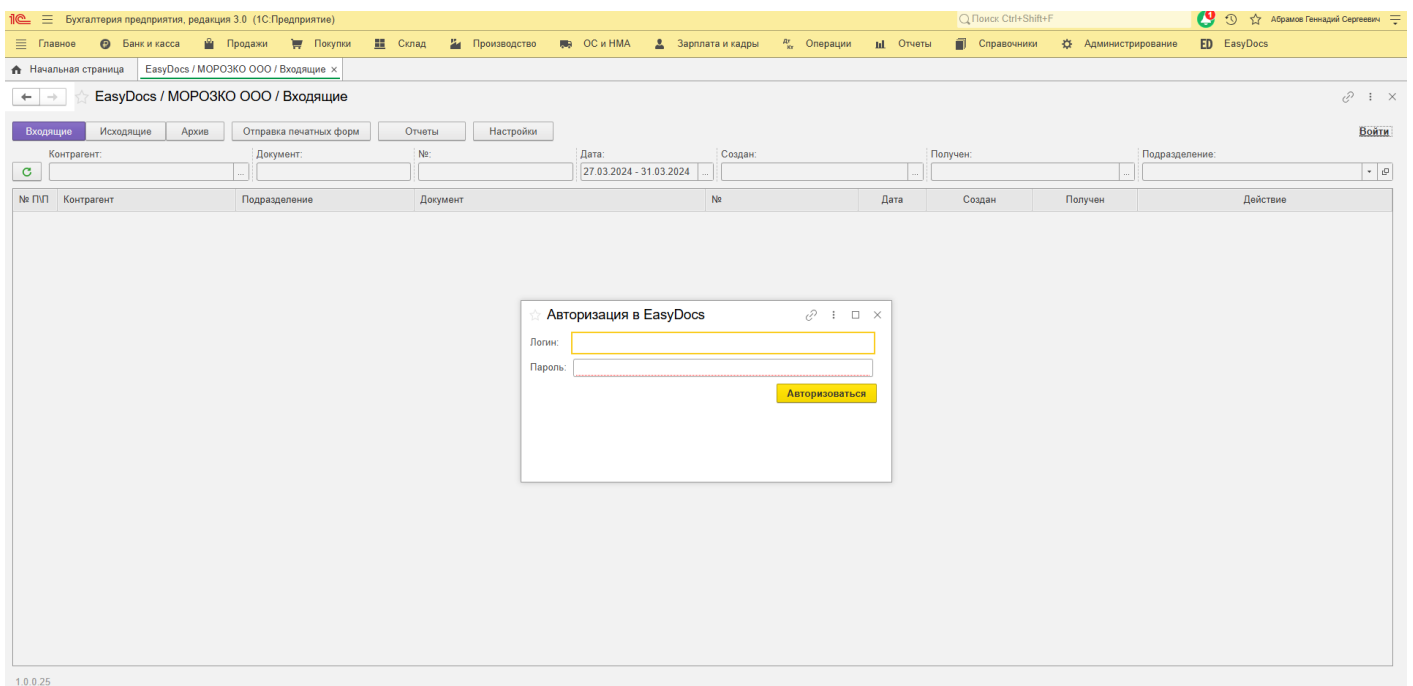 1С Бухгалтерия предприятия, редакция 3.0 (1С:Предприятие) Поиск Ctrl+Shift+F 1 Абрамов Геннадий Сергеевич
Главное Банк и касса Продажи Покупки Склад Производство ОС и НМА Зарплата и кадры Дт Кт Операции Отчеты Справочники Администрирование ED EasyDocs
Начальная страница EasyDocs / МОРОЗКО ООО / Входящие ×
EasyDocs / МОРОЗКО ООО / Входящие
Входящие Исходящие Архив Отправка печатных форм Отчеты Настройки Войти
Контрагент: Документ: №: Дата: Создан: Получен: Подразделение:
... 27.03.2024 - 31.03.2024 ... ... ...
№ П\П Контрагент Подразделение Документ № Дата Создан Получен Действие
Авторизация в EasyDocs
Логин:
Пароль:
Авторизоваться
1.0.0.25